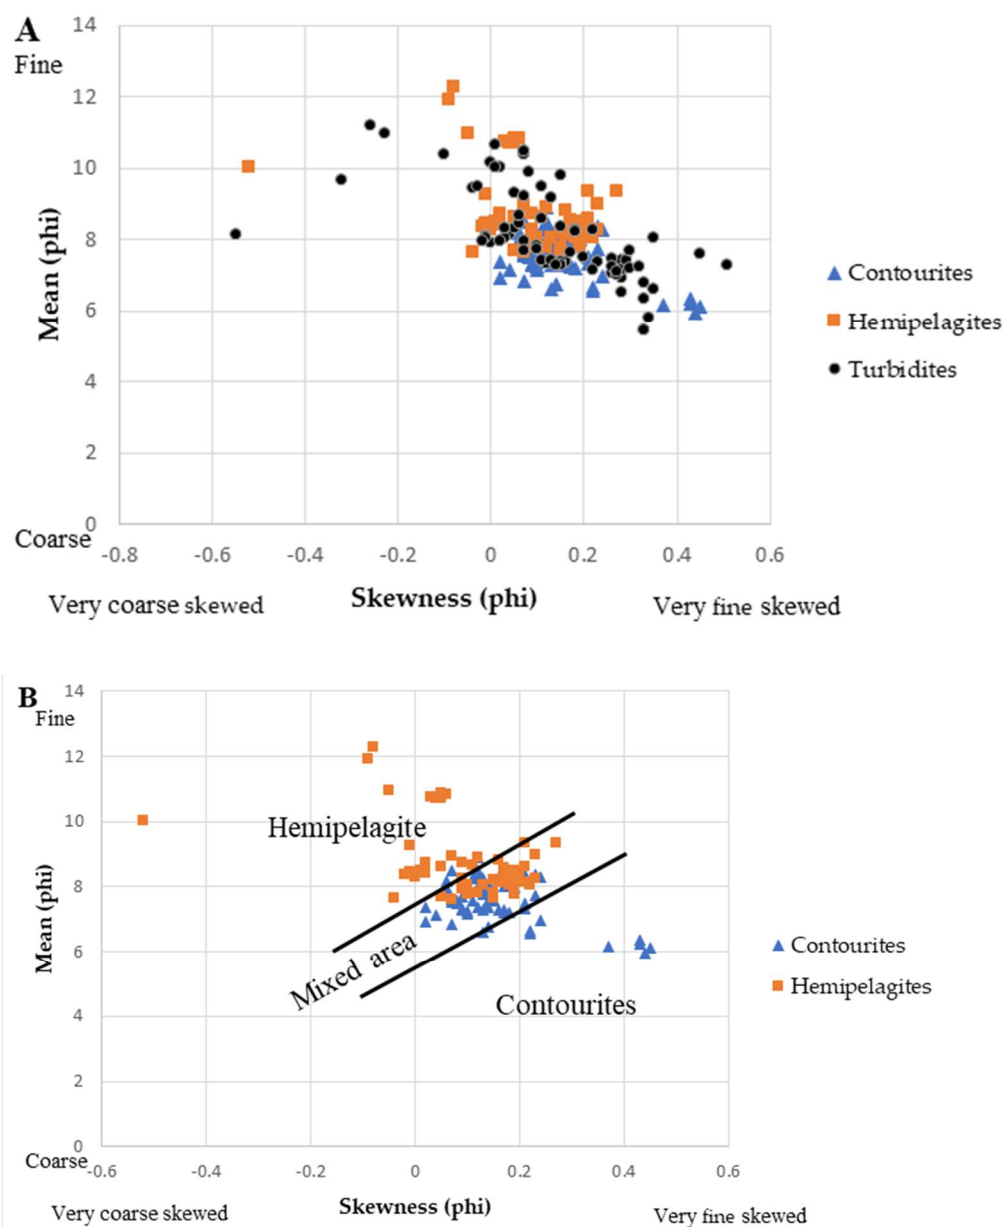 A
Fine
14
12
10
8
6
4
2
0
Mean (phi)
Coarse
-0.8 -0.6 -0.4 -0.2 0 0.2 0.4 0.6
Very coarse skewed Skewness (phi) Very fine skewed
Contourites
Hemipelagites
Turbidites
B
Fine
14
12
10
8
6
4
2
0
Mean (phi)
Hemipelagite
Mixed area
Contourites
Coarse
-0.6 -0.4 -0.2 0 0.2 0.4 0.6
Very coarse skewed Skewness (phi) Very fine skewed
Contourites
Hemipelagites